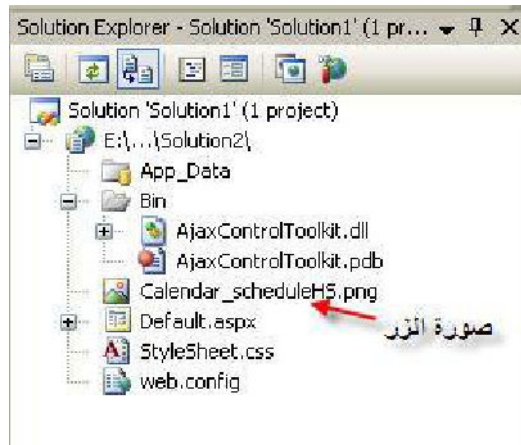 Solution Explorer - Solution 'Solution1' (1 pr...
Solution 'Solution1' (1 project)
E:\...\Solution2\
App_Data
Bin
AjaxControlToolkit.dll
AjaxControlToolkit.pdb
Calendar_scheduleHS.png
صورة الزر
Default.aspx
StyleSheet.css
web.config